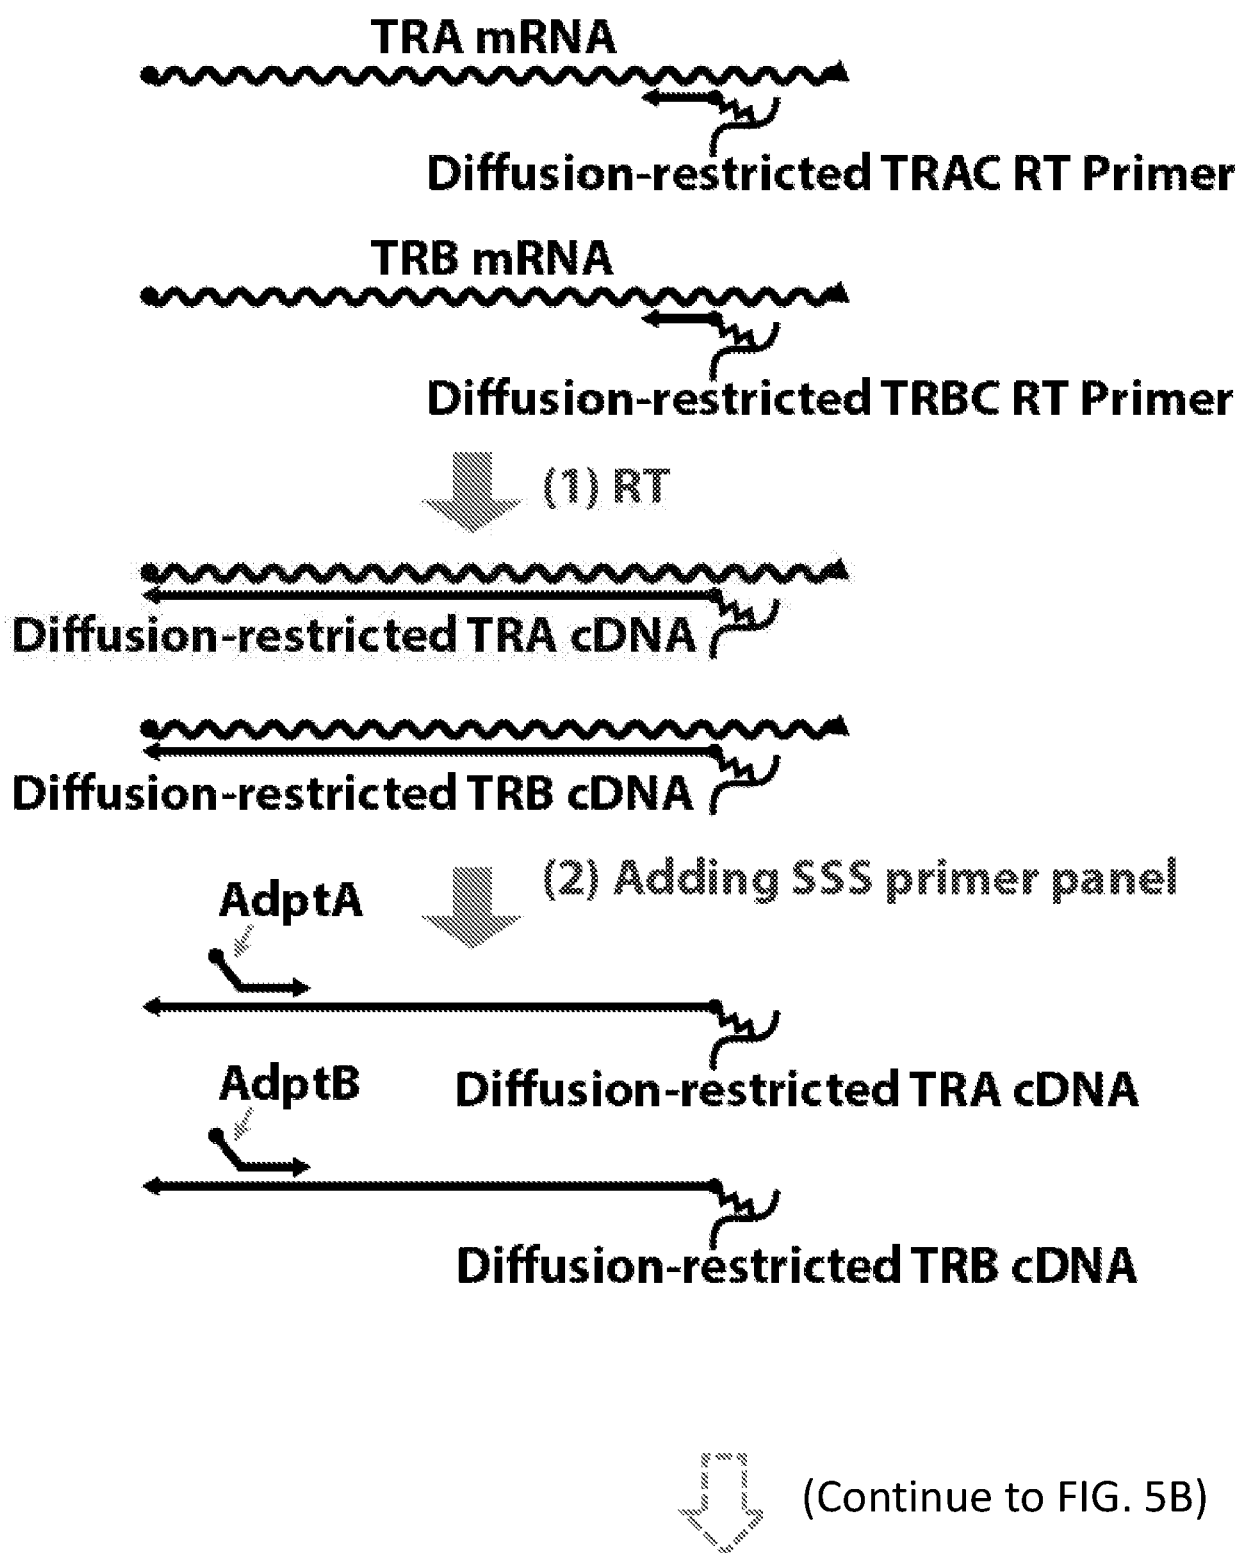 TRA mRNA
Diffusion-restricted TRAC RT Primer
TRB mRNA
Diffusion-restricted TRBC RT Primer
(1) RT
Diffusion-restricted TRA cDNA
Diffusion-restricted TRB cDNA
(2) Adding SSS primer panel
AdptA
Diffusion-restricted TRA cDNA
AdptB
Diffusion-restricted TRB cDNA
(Continue to FIG. 5B)